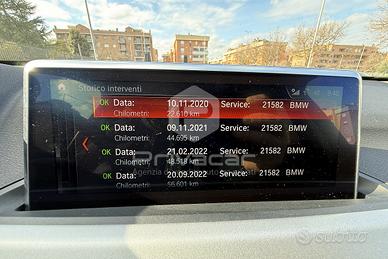 Storico interventi
9:42
OK Data: 10.11.2020 Service: 21582 BMW
Chilometri: 22.610 km
OK Data: 09.11.2021 Service: 21582 BMW
Chilometri: 44.695 km
OK Data: 21.02.2022 Service: 21582 BMW
Chilometri: 48.518 km
OK Data: 20.09.2022 Service: 21582 BMW
Chilometri: 56.601 km
subito